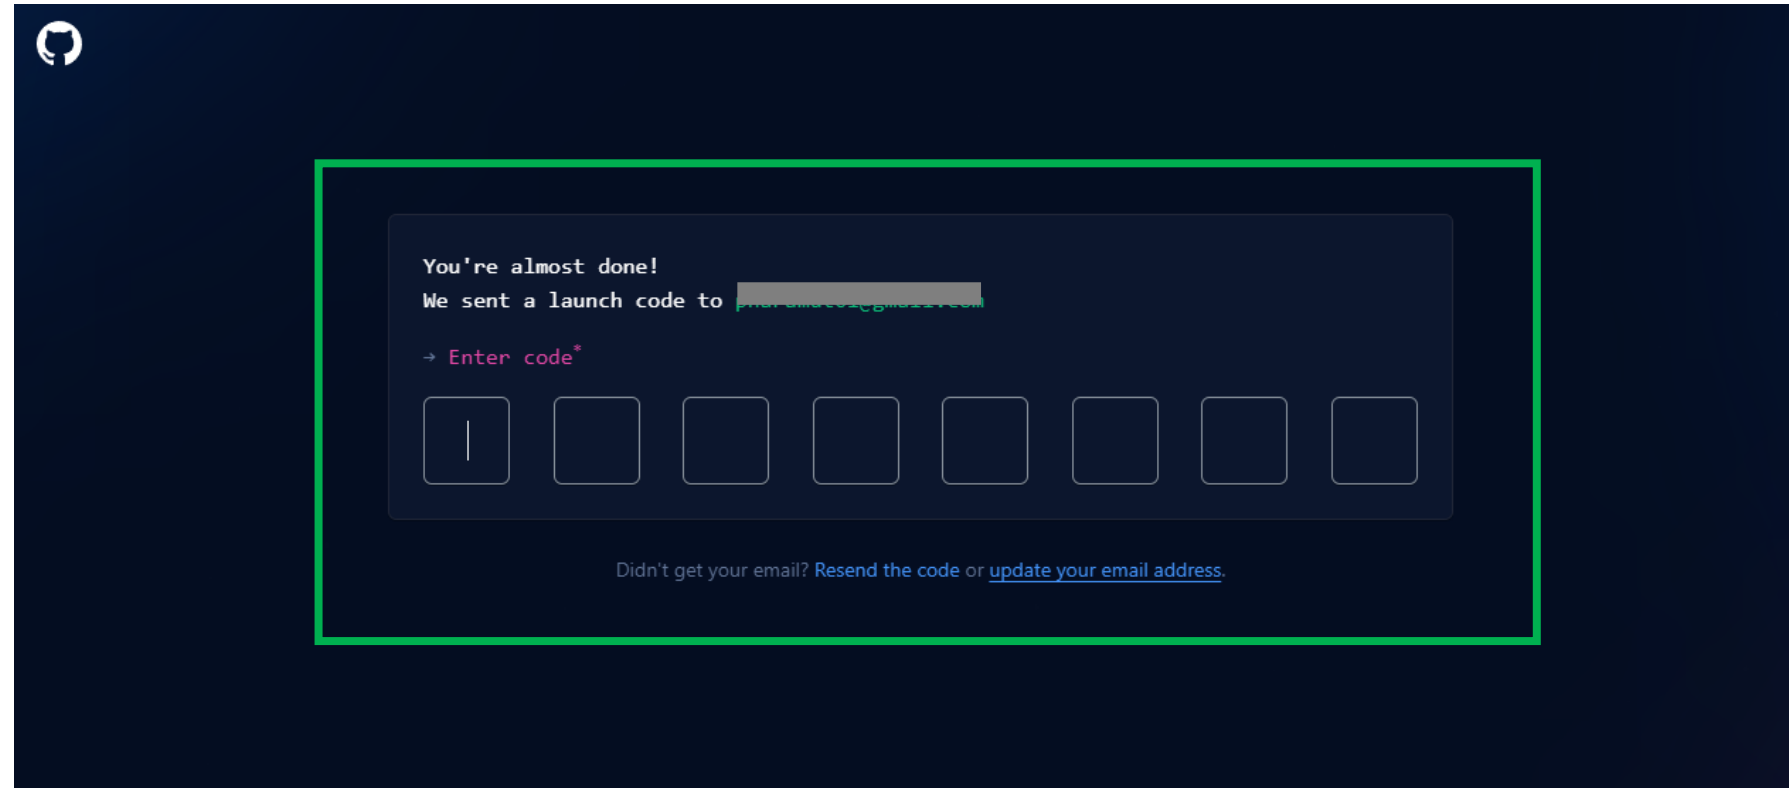 You're almost done!
We sent a launch code to
→ Enter code*
Didn't get your email? Resend the code or update your email address.